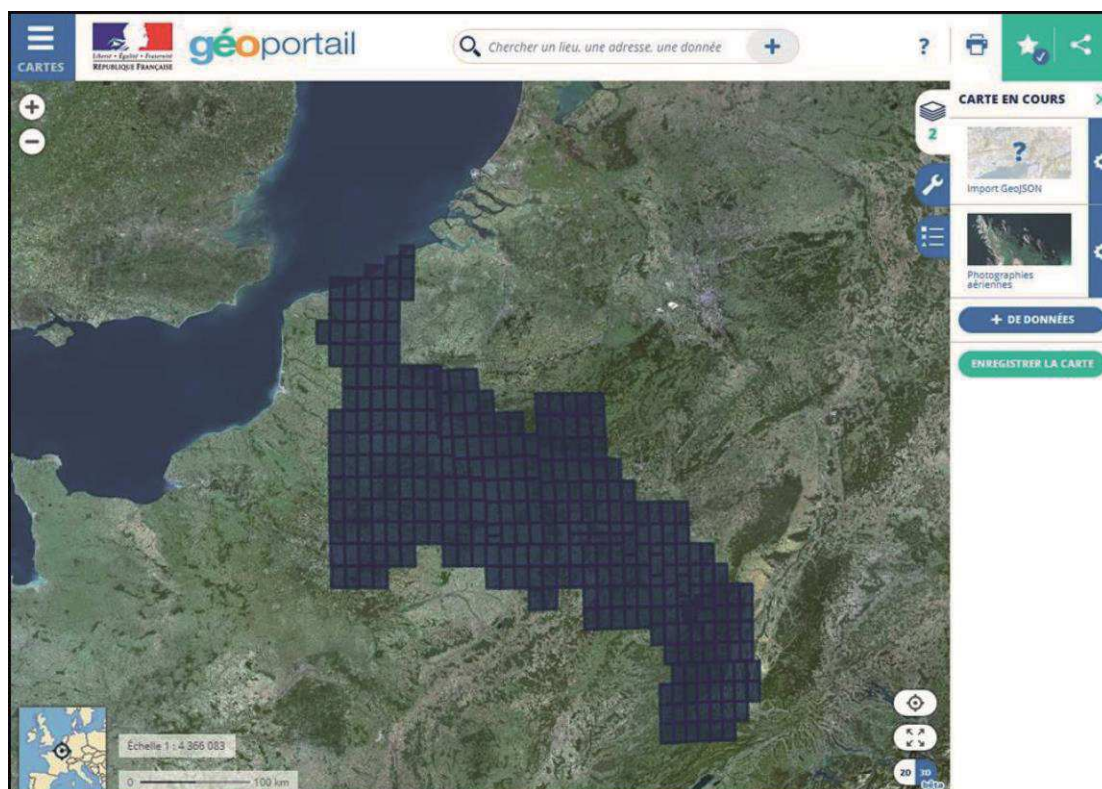 CARTES
Liberté • Égalité • Fraternité
RÉPUBLIQUE FRANÇAISE
géoportail
Chercher un lieu, une adresse, une donnée
+
?
+
−
2
CARTE EN COURS
?
Import GeoJSON
Photographies
aériennes
+ DE DONNÉES
ENREGISTRER LA CARTE
Échelle 1 : 4 366 083
0 100 km
2D 3D
bêta